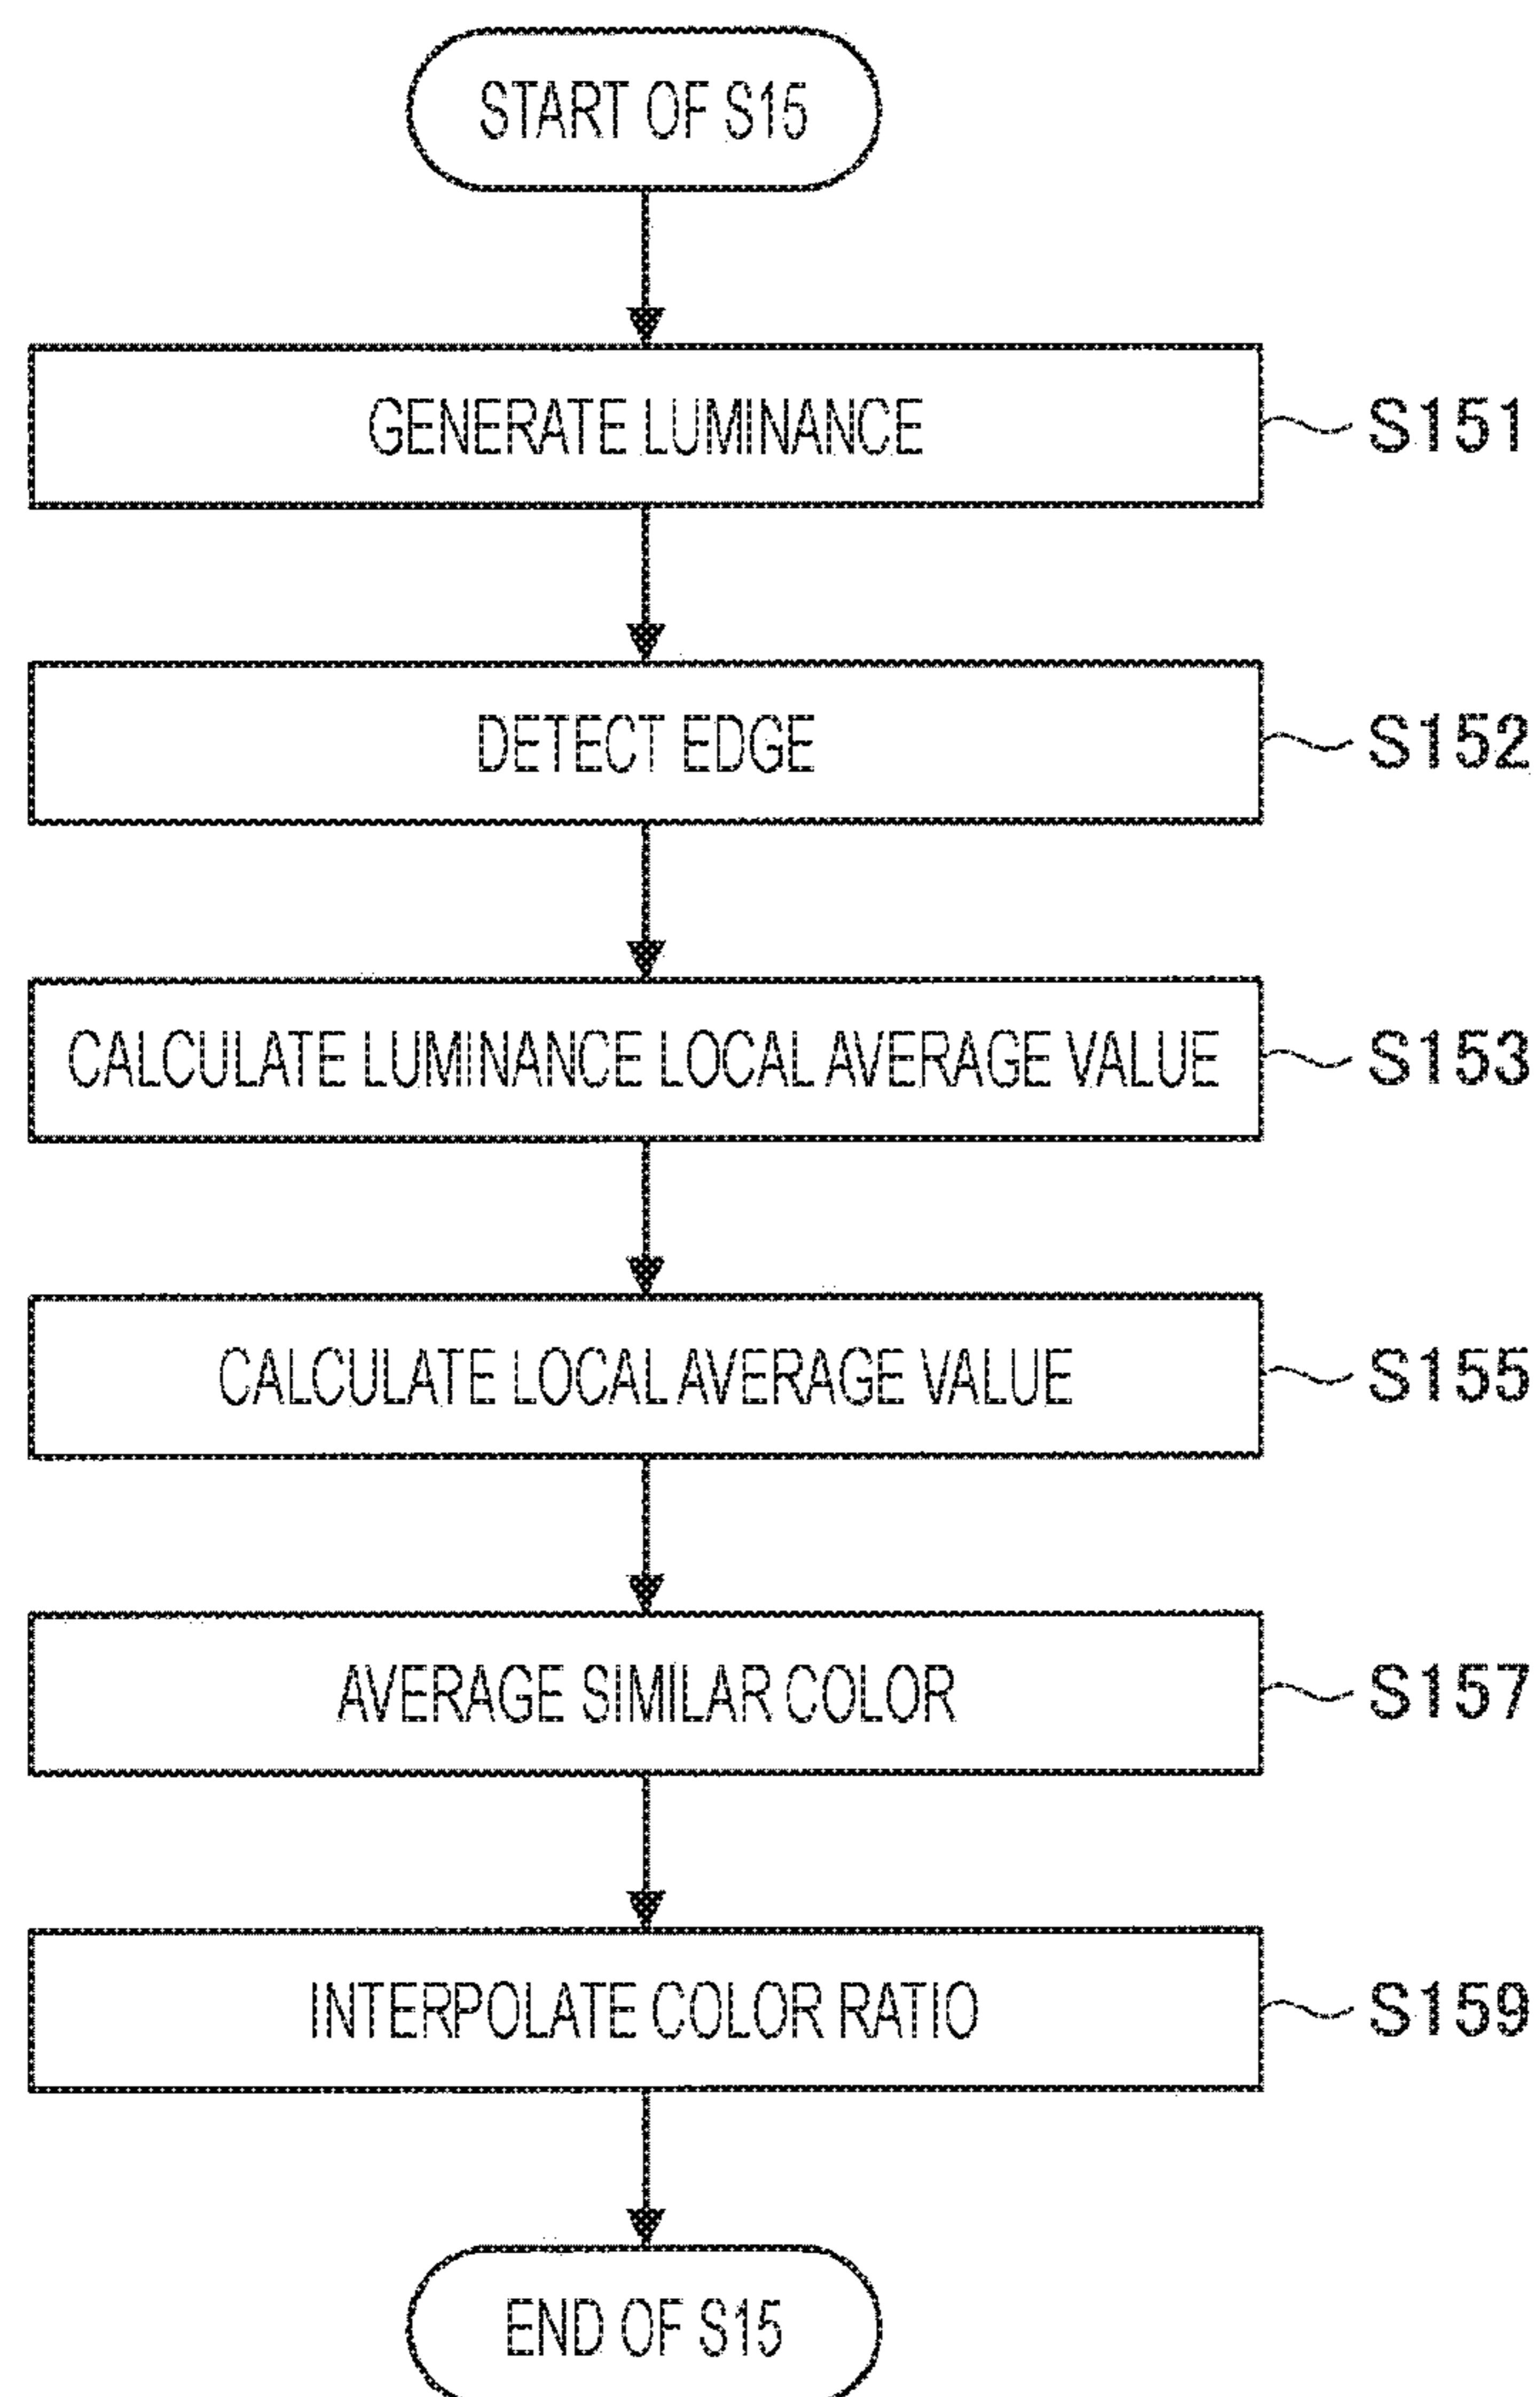 START OF S15
GENERATE LUMINANCE
S151
DETECT EDGE
S152
CALCULATE LUMINANCE LOCAL AVERAGE VALUE
S153
CALCULATE LOCAL AVERAGE VALUE
S155
AVERAGE SIMILAR COLOR
S157
INTERPOLATE COLOR RATIO
S159
END OF S15